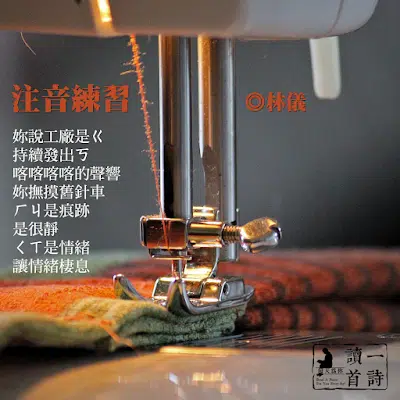 注音練習
◎林儀
妳說工廠是ㄍ
持續發出ㄎ
喀喀喀喀的聲響
妳撫摸舊針車
ㄏㄐ是痕跡
是很靜
ㄑㄒ是情緒
讓情緒棲息
讀一首詩